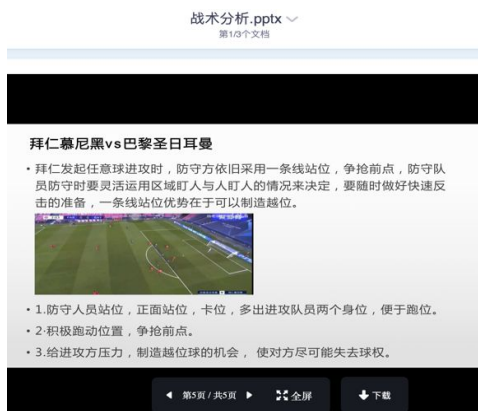 战术分析.pptx
第1/3个文档
拜仁慕尼黑vs巴黎圣日耳曼
• 拜仁发起任意球进攻时，防守方依旧采用一条线站位，争抢前点，防守队
员防守时要灵活运用区域盯人与人盯人的情况来决定，要随时做好快速反
击的准备，一条线站位优势在于可以制造越位。
• 1.防守人员站位，正面站位，卡位，多出进攻队员两个身位，便于跑位。
• 2·积极跑动位置，争抢前点。
• 3.给进攻方压力，制造越位球的机会， 使对方尽可能失去球权。
第5页 / 共5页 全屏 下载